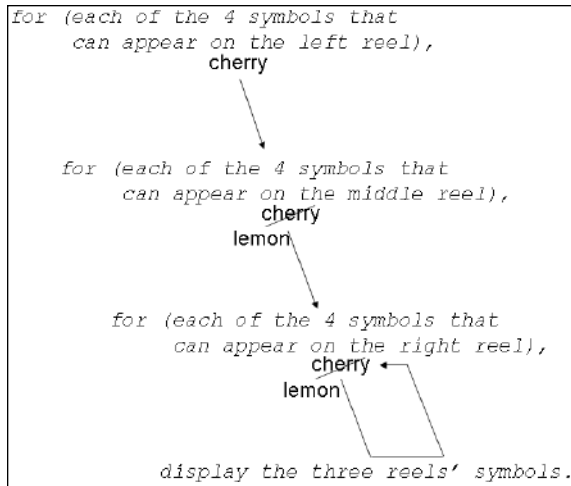 for (each of the 4 symbols that
can appear on the left reel),
cherry
for (each of the 4 symbols that
can appear on the middle reel),
cherry
lemon
for (each of the 4 symbols that
can appear on the right reel),
cherry
lemon
display the three reels' symbols.